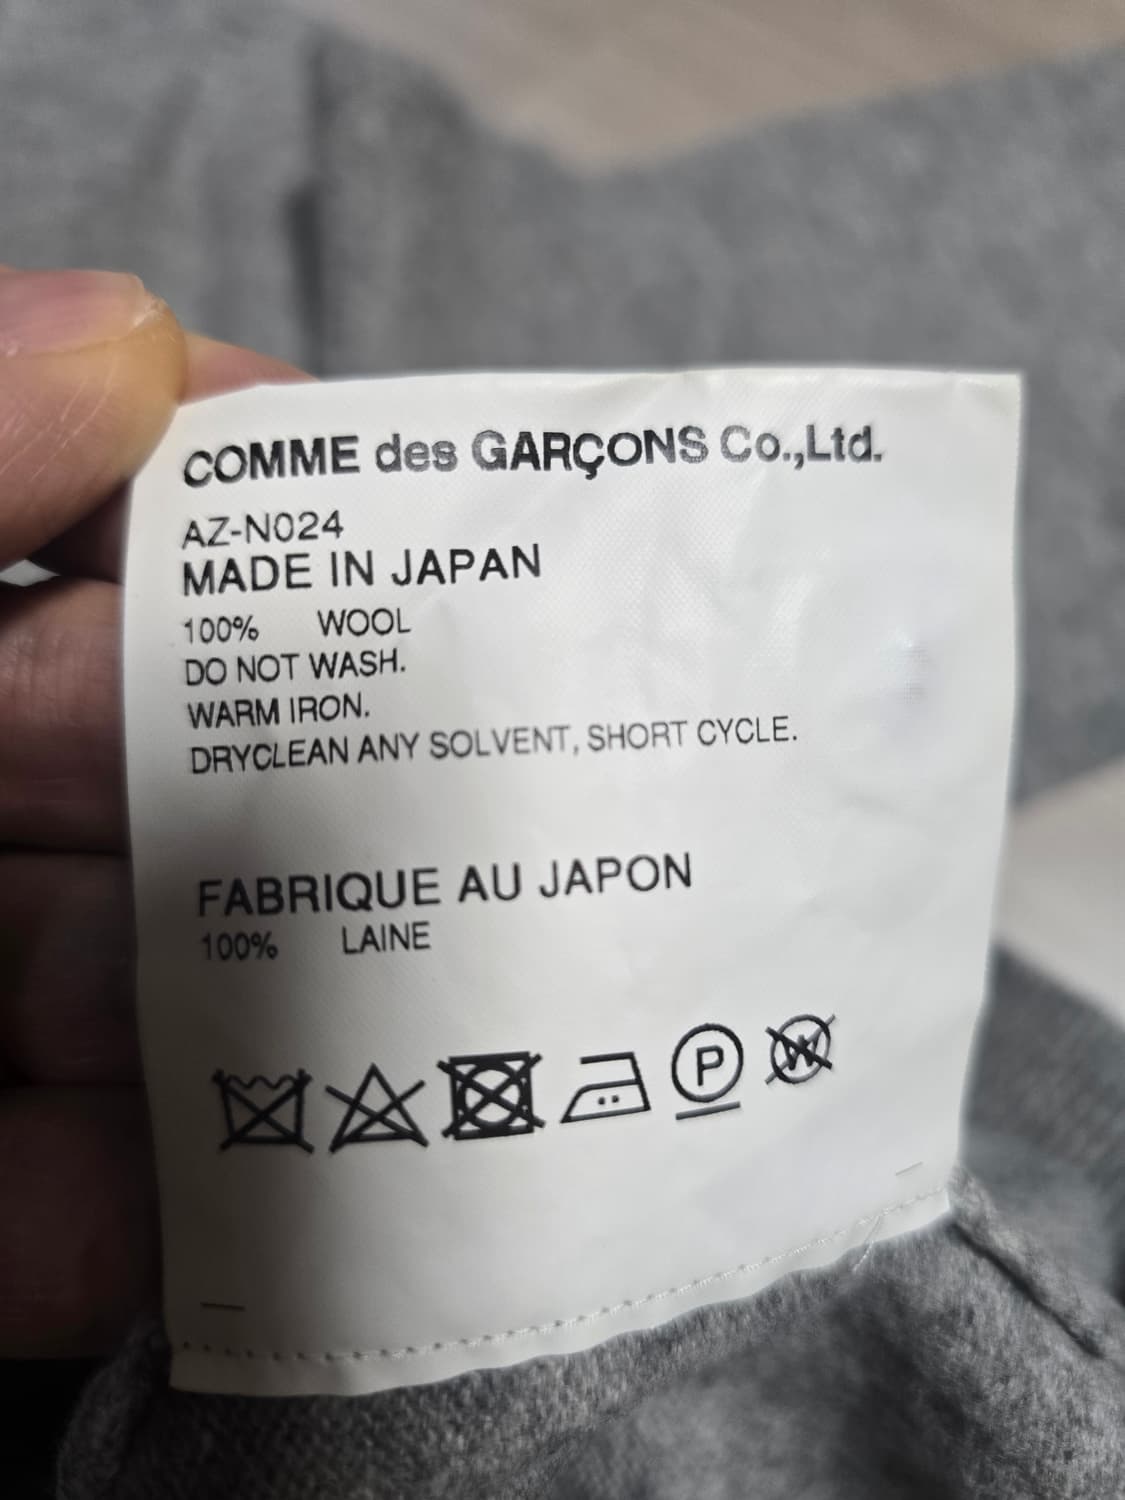 COMME des GARÇONS Co.,Ltd.
AZ-N024
MADE IN JAPAN
100% WOOL
DO NOT WASH.
WARM IRON.
DRYCLEAN ANY SOLVENT, SHORT CYCLE.
FABRIQUE AU JAPON
100% LAINE
P W